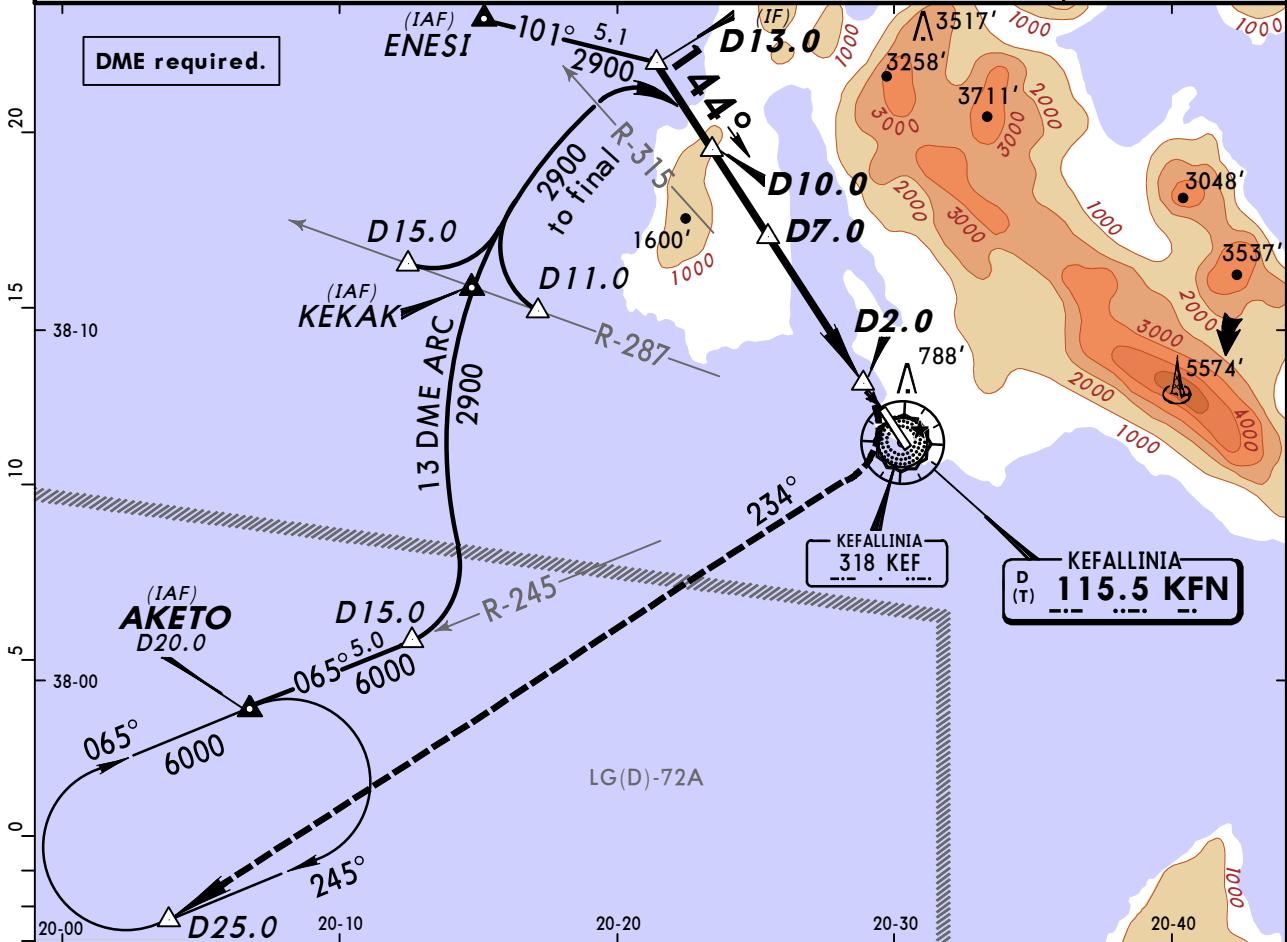 DME required.
(IAF)
ENESI
101° 5.1
2900
(IF)
D13.0
144°
1000
3517'
1000
1000
3258'
3711'
2000
3000
3000
20
R-315
2900
to final
D10.0
1600'
1000
D7.0
2000
3000
1000
3048'
3537'
2000
D15.0
D11.0
(IAF)
KEKAK
R-287
15
38-10
13 DME ARC
2900
D2.0
788'
3000
5574'
2000
4000
1000
10
234°
KEFALLINIA
318 KEF
KEFALLINIA
D
(T)
115.5 KFN
(IAF)
AKETO
D20.0
D15.0
R-245
065° 5.0
6000
5
38-00
065°
6000
LG(D)-72A
0
245°
D25.0
1000
20-00
20-10
20-20
20-30
20-40